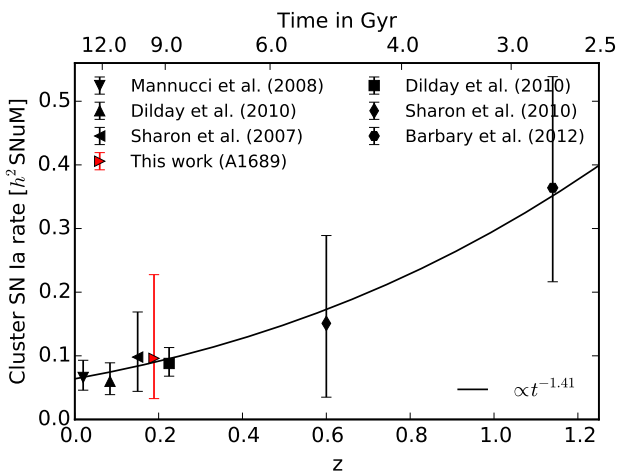 Time in Gyr
12.0 9.0 6.0 4.0 3.0 2.5
Mannucci et al. (2008)
Dilday et al. (2010)
Sharon et al. (2007)
This work (A1689)
Dilday et al. (2010)
Sharon et al. (2010)
Barbary et al. (2012)
Cluster SN Ia rate [h² SNuM]
0.5
0.4
0.3
0.2
0.1
0.0
∝t^−1.41
0.0 0.2 0.4 0.6 0.8 1.0 1.2
z